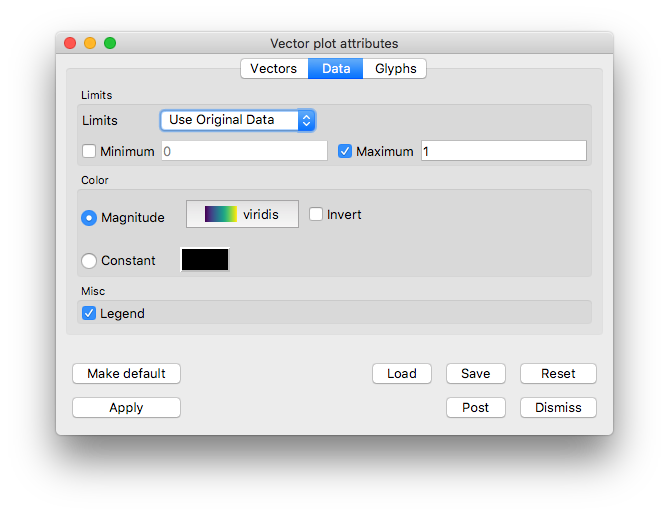 Vector plot attributes
Vectors Data Glyphs
Limits
Limits Use Original Data
Minimum 0 Maximum 1
Color
Magnitude viridis Invert
Constant
Misc
Legend
Make default Load Save Reset
Apply Post Dismiss